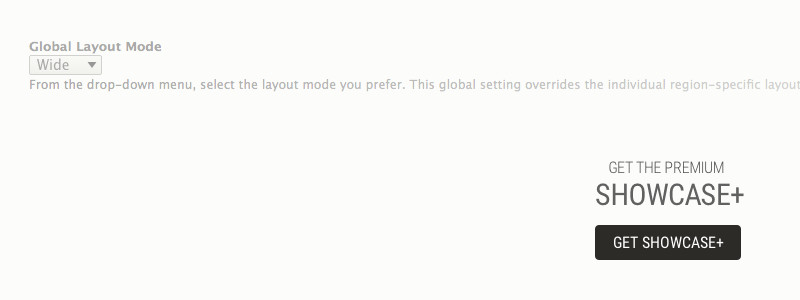 Global Layout Mode
Wide
From the drop-down menu, select the layout mode you prefer. This global setting overrides the individual region-specific layout
GET THE PREMIUM
SHOWCASE+
GET SHOWCASE+